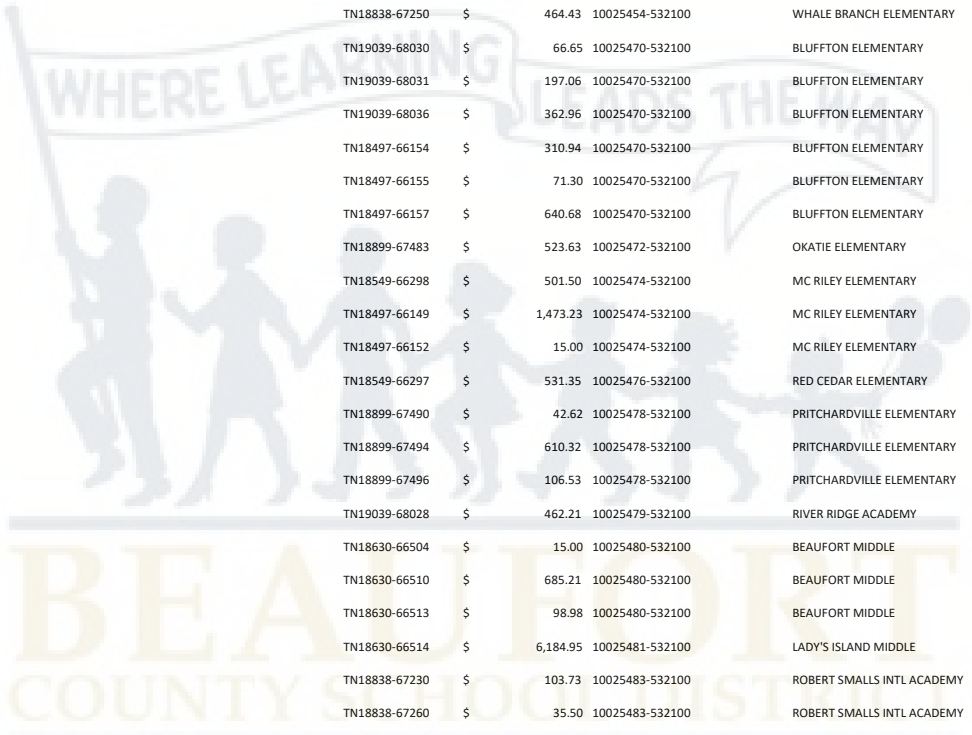 TN18838-67250 $ 464.43 10025454-532100 WHALE BRANCH ELEMENTARY
TN19039-68030 $ 66.65 10025470-532100 BLUFFTON ELEMENTARY
TN19039-68031 $ 197.06 10025470-532100 BLUFFTON ELEMENTARY
TN19039-68036 $ 362.96 10025470-532100 BLUFFTON ELEMENTARY
TN18497-66154 $ 310.94 10025470-532100 BLUFFTON ELEMENTARY
TN18497-66155 $ 71.30 10025470-532100 BLUFFTON ELEMENTARY
TN18497-66157 $ 640.68 10025470-532100 BLUFFTON ELEMENTARY
TN18899-67483 $ 523.63 10025472-532100 OKATIE ELEMENTARY
TN18549-66298 $ 501.50 10025474-532100 MC RILEY ELEMENTARY
TN18497-66149 $ 1,473.23 10025474-532100 MC RILEY ELEMENTARY
TN18497-66152 $ 15.00 10025474-532100 MC RILEY ELEMENTARY
TN18549-66297 $ 531.35 10025476-532100 RED CEDAR ELEMENTARY
TN18899-67490 $ 42.62 10025478-532100 PRITCHARDVILLE ELEMENTARY
TN18899-67494 $ 610.32 10025478-532100 PRITCHARDVILLE ELEMENTARY
TN18899-67496 $ 106.53 10025478-532100 PRITCHARDVILLE ELEMENTARY
TN19039-68028 $ 462.21 10025479-532100 RIVER RIDGE ACADEMY
TN18630-66504 $ 15.00 10025480-532100 BEAUFORT MIDDLE
TN18630-66510 $ 685.21 10025480-532100 BEAUFORT MIDDLE
TN18630-66513 $ 98.98 10025480-532100 BEAUFORT MIDDLE
TN18630-66514 $ 6,184.95 10025481-532100 LADY'S ISLAND MIDDLE
TN18838-67230 $ 103.73 10025483-532100 ROBERT SMALLS INTL ACADEMY
TN18838-67260 $ 35.50 10025483-532100 ROBERT SMALLS INTL ACADEMY
WHERE LEARNING LEADS THE WAY
BEAUFORT
COUNTY SCHOOL DISTRICT